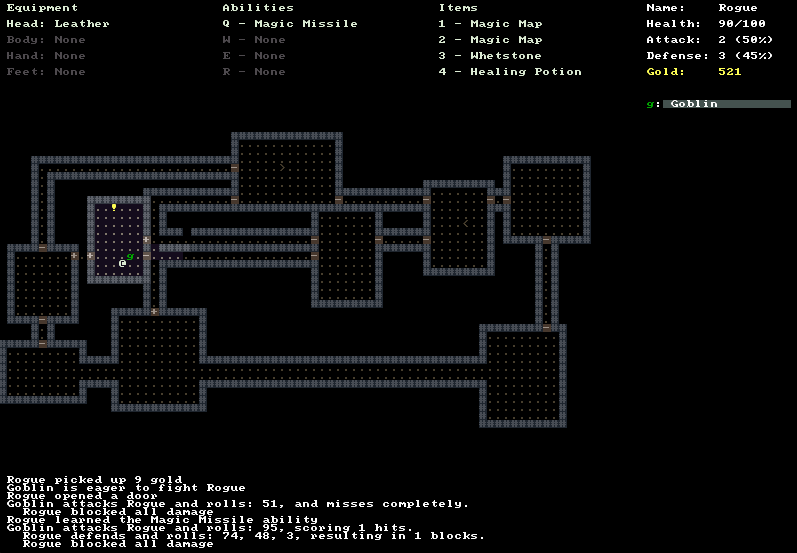 Equipment
Head: Leather
Body: None
Hand: None
Feet: None
Abilities
Q - Magic Missile
W - None
E - None
R - None
Items
1 - Magic Map
2 - Magic Map
3 - Whetstone
4 - Healing Potion
Name: Rogue
Health: 90/100
Attack: 2 (50%)
Defense: 3 (45%)
Gold: 521
g: Goblin
Rogue picked up 9 gold
Goblin is eager to fight Rogue
Rogue opened a door
Goblin attacks Rogue and rolls: 51, and misses completely.
Rogue blocked all damage
Rogue learned the Magic Missile ability
Goblin attacks Rogue and rolls: 95, scoring 1 hits.
Rogue defends and rolls: 74, 48, 3, resulting in 1 blocks.
Rogue blocked all damage